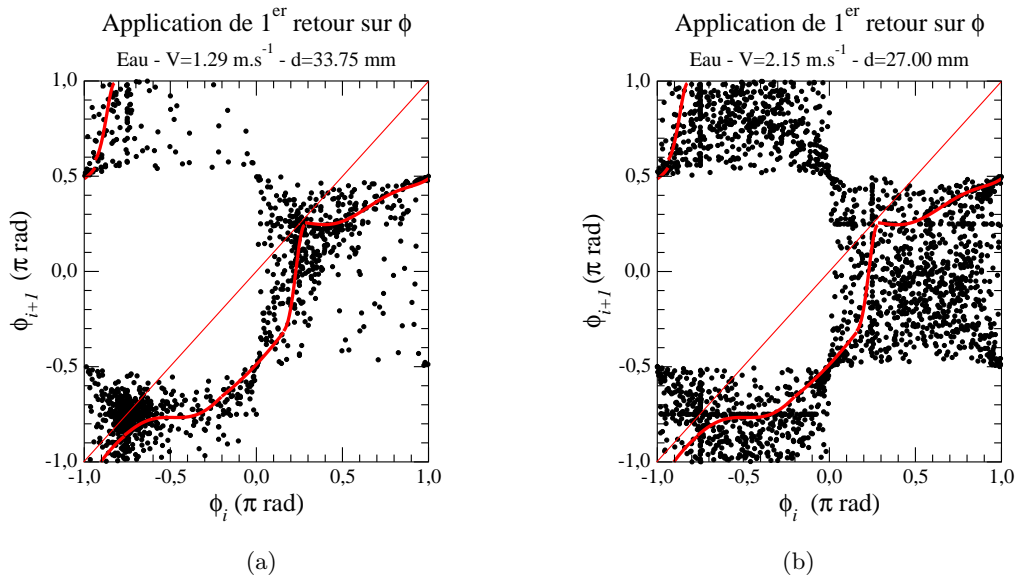 Application de 1er retour sur ϕ
Eau - V=1.29 m.s-1 - d=33.75 mm
1,0
0,5
0,0
-0,5
-1,0
ϕi+1 (π rad)
-1,0 -0,5 0,0 0,5 1,0
ϕi (π rad)
(a)
Application de 1er retour sur ϕ
Eau - V=2.15 m.s-1 - d=27.00 mm
1,0
0,5
0,0
-0,5
-1,0
ϕi+1 (π rad)
-1,0 -0,5 0,0 0,5 1,0
ϕi (π rad)
(b)